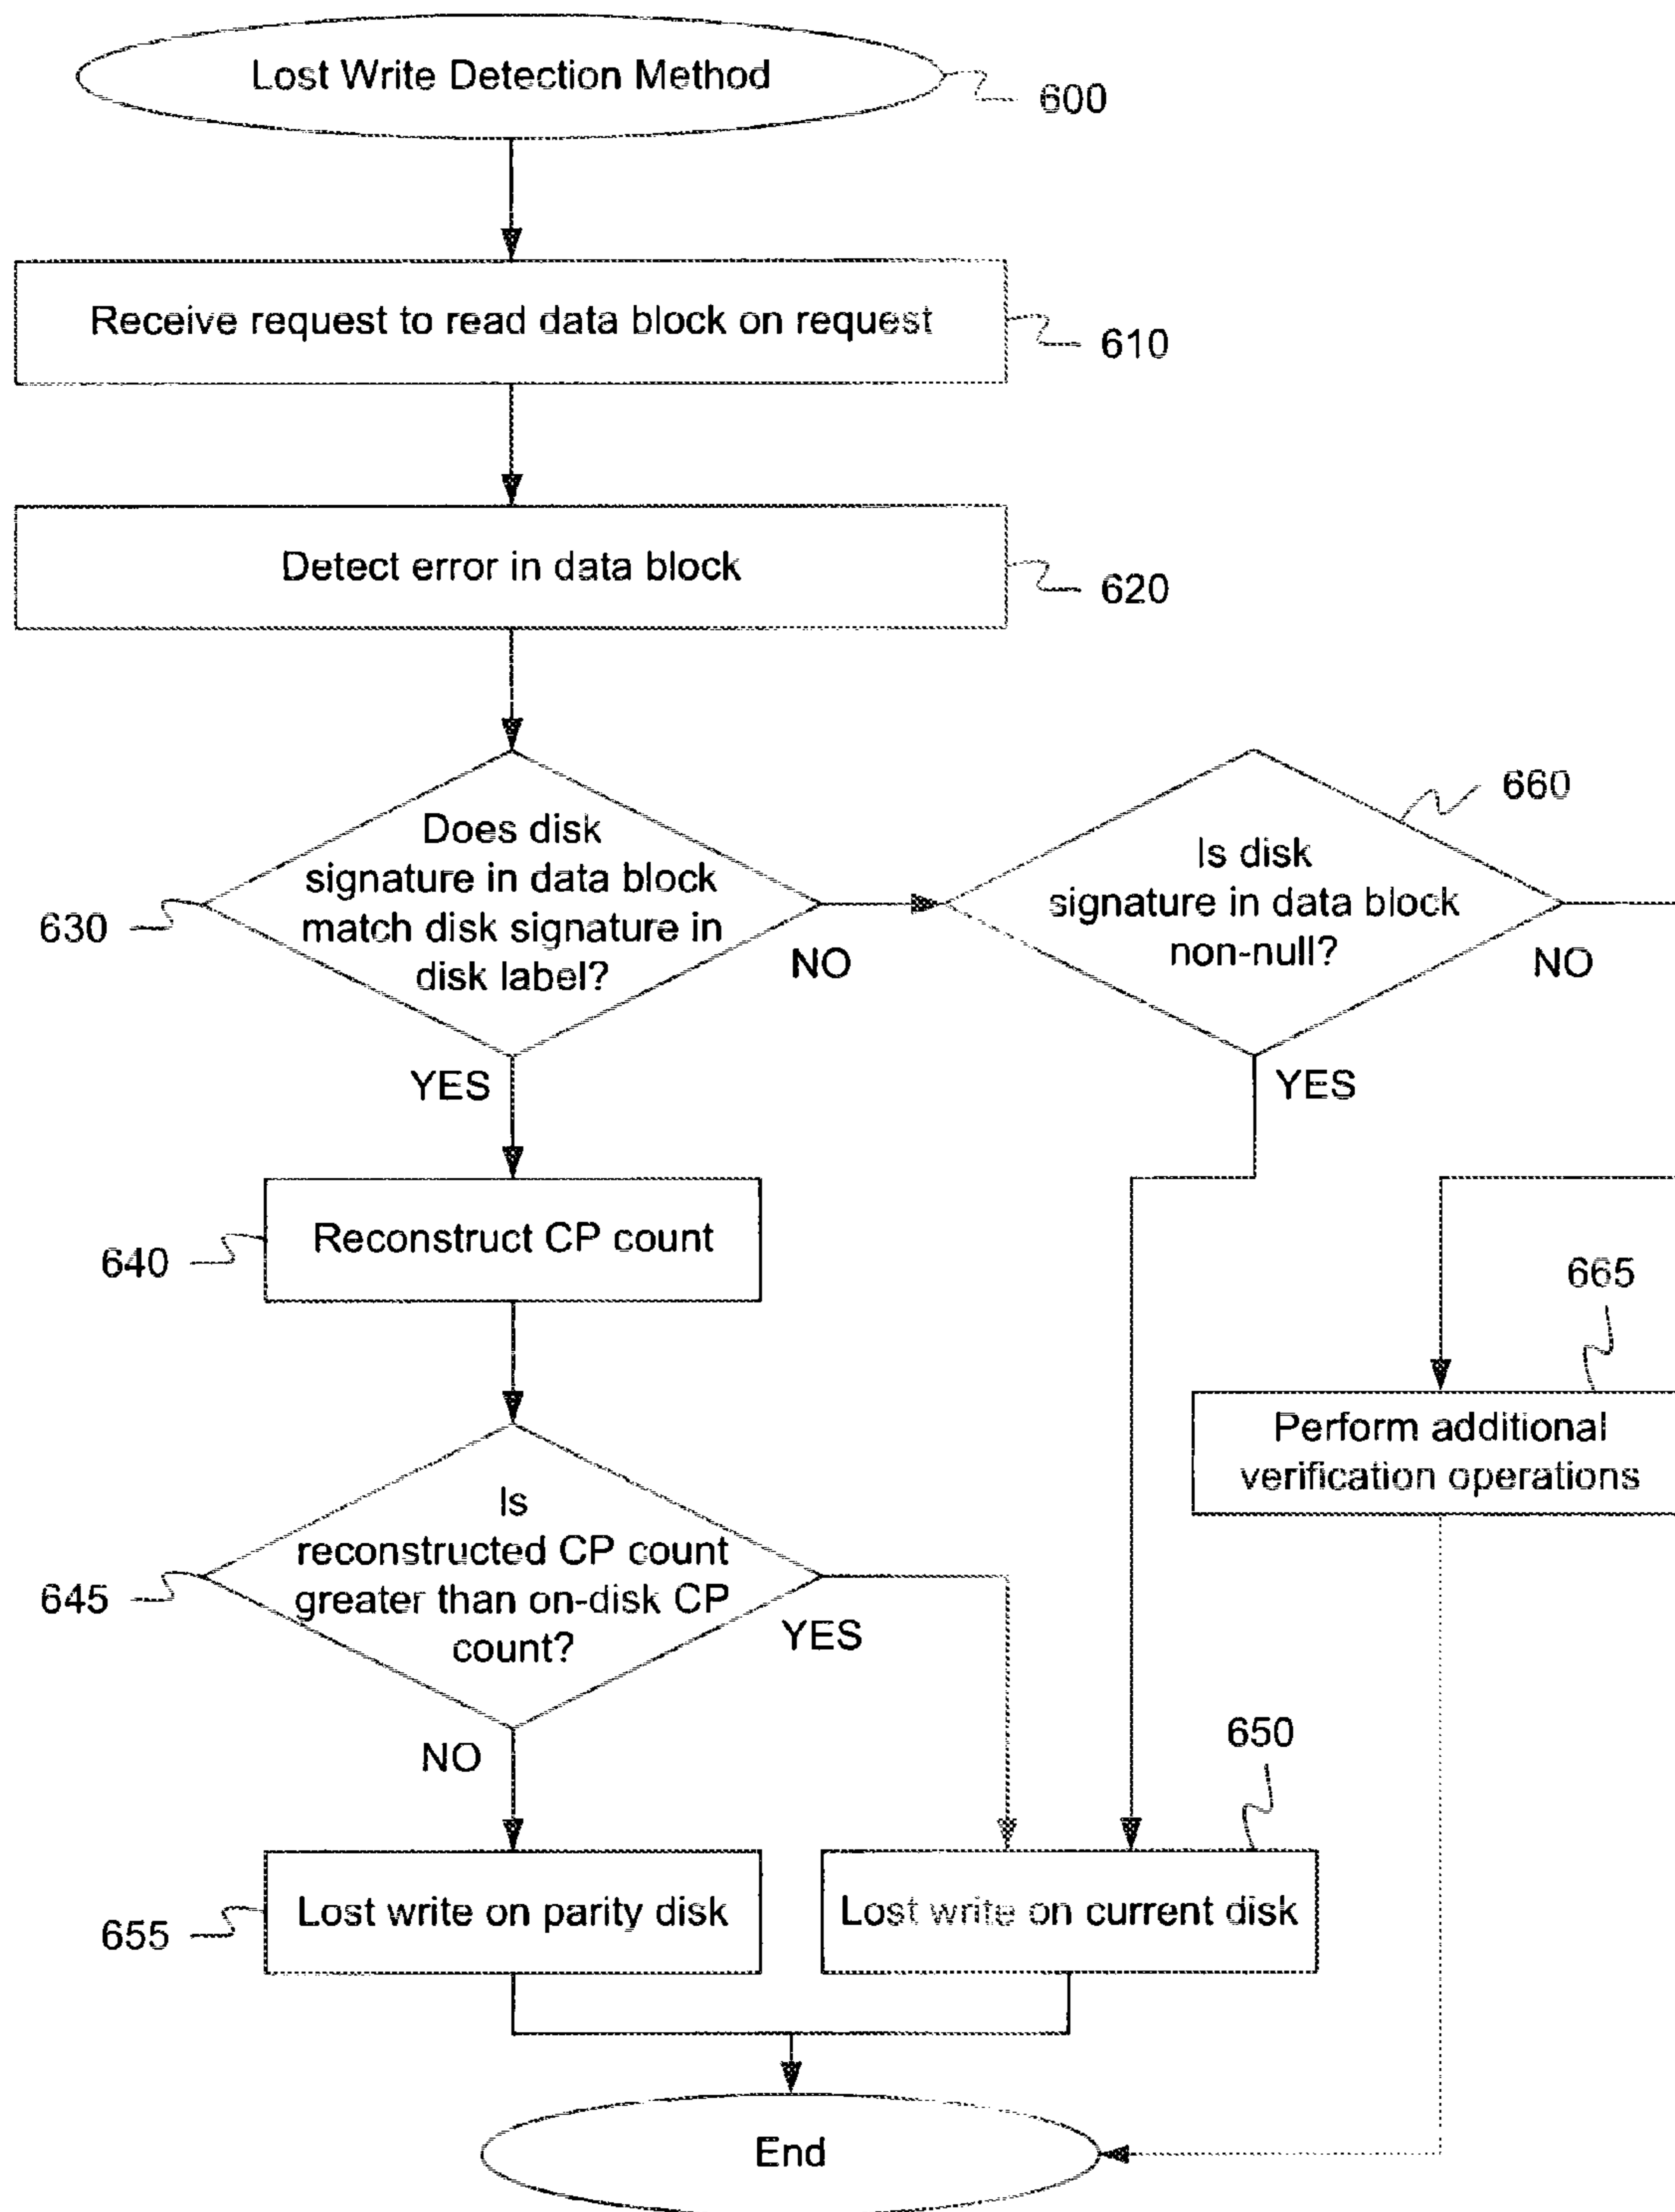 Lost Write Detection Method
600
Receive request to read data block on request
610
Detect error in data block
620
Does disk
signature in data block
match disk signature in
disk label?
630
NO
YES
Is disk
signature in data block
non-null?
660
NO
YES
Reconstruct CP count
640
665
Perform additional
verification operations
Is
reconstructed CP count
greater than on-disk CP
count?
645
YES
NO
650
Lost write on parity disk
655
Lost write on current disk
End